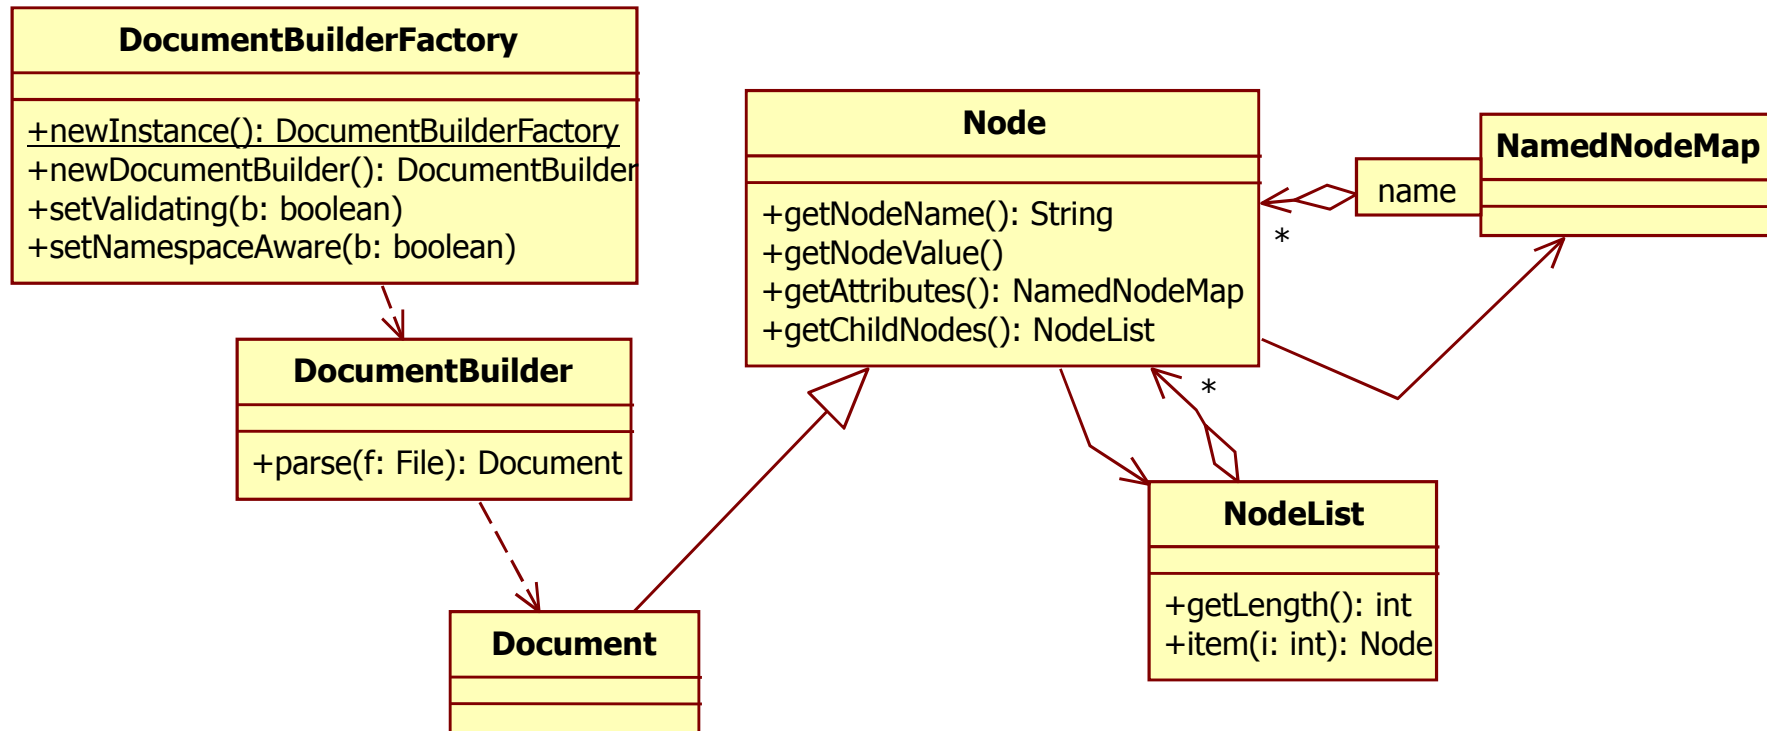 DocumentBuilderFactory
+newInstance(): DocumentBuilderFactory
+newDocumentBuilder(): DocumentBuilder
+setValidating(b: boolean)
+setNamespaceAware(b: boolean)
DocumentBuilder
+parse(f: File): Document
Document
Node
+getNodeName(): String
+getNodeValue()
+getAttributes(): NamedNodeMap
+getChildNodes(): NodeList
*
name
NamedNodeMap
*
NodeList
+getLength(): int
+item(i: int): Node